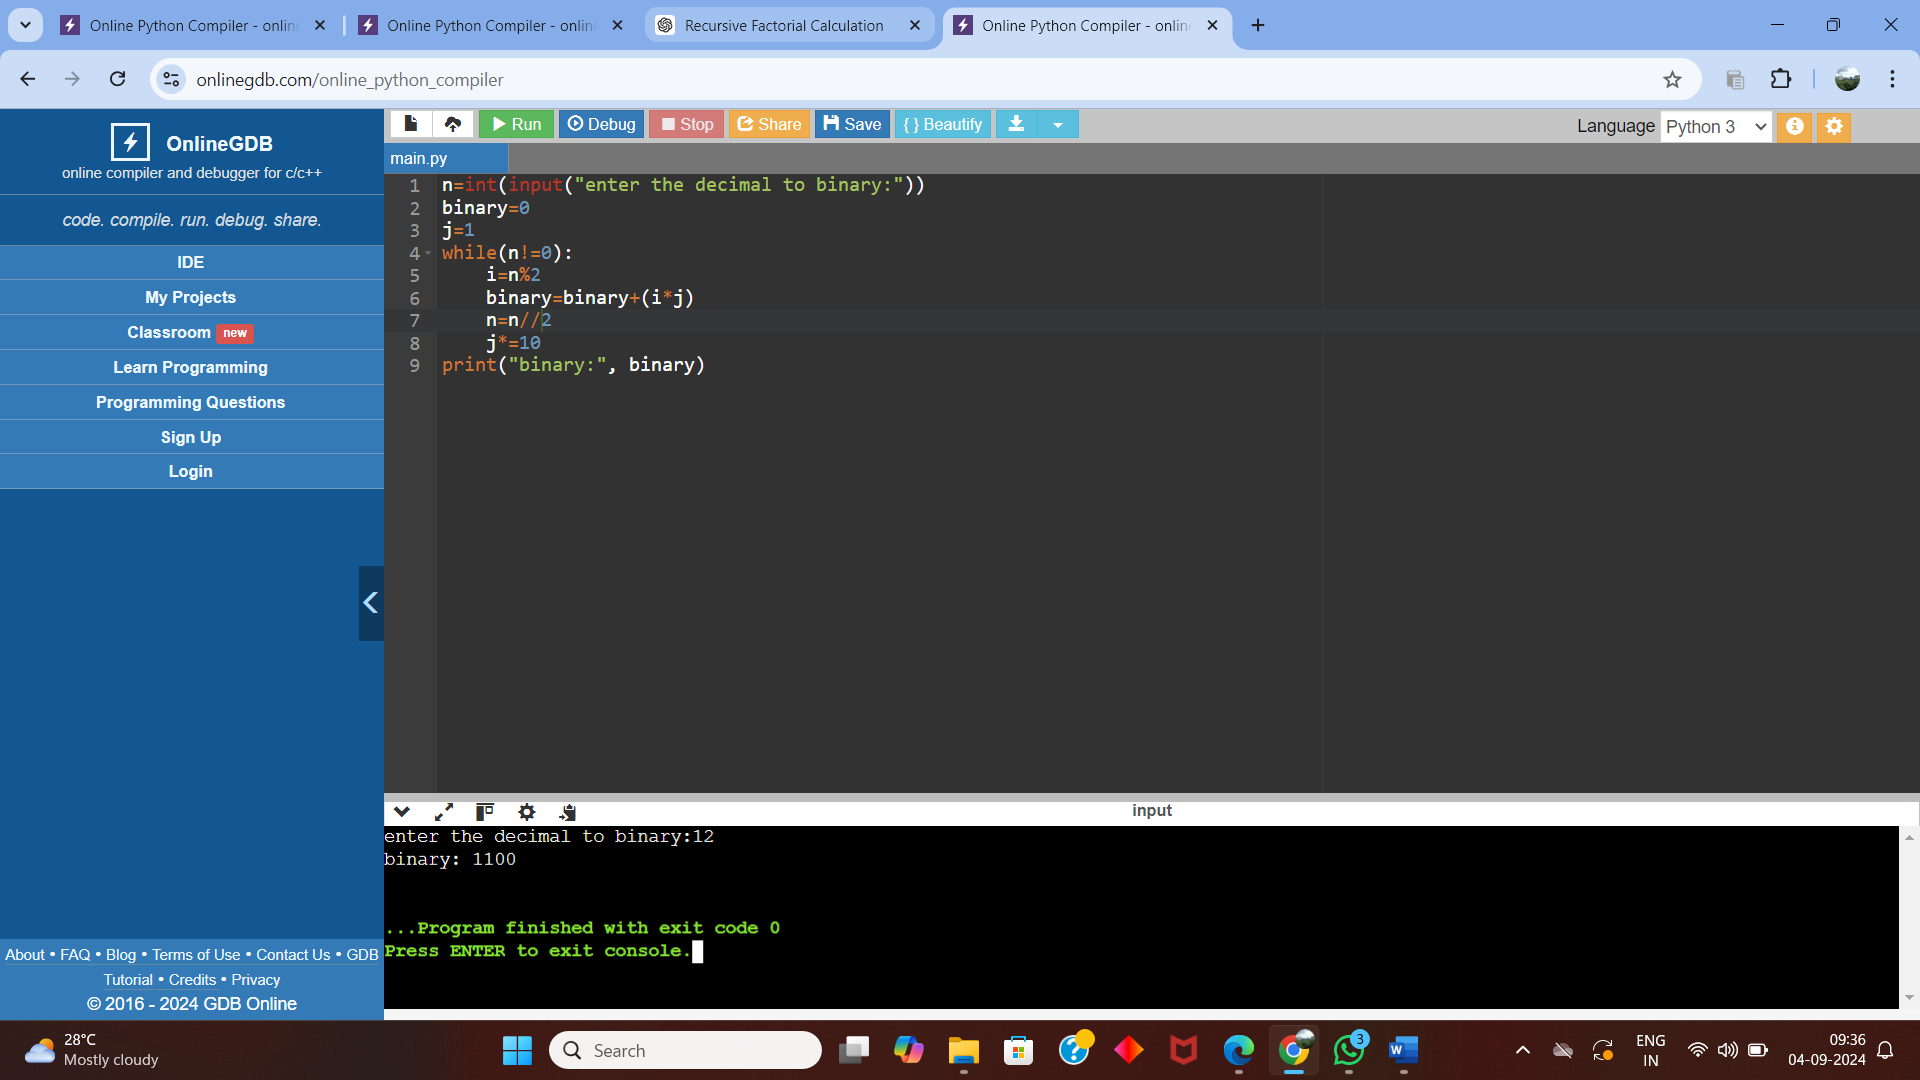 Online Python Compiler - onlin
Online Python Compiler - onlin
Recursive Factorial Calculation
Online Python Compiler - onlin
onlinegdb.com/online_python_compiler
OnlineGDB
online compiler and debugger for c/c++
code. compile. run. debug. share.
IDE
My Projects
Classroom new
Learn Programming
Programming Questions
Sign Up
Login
About • FAQ • Blog • Terms of Use • Contact Us • GDB
Tutorial • Credits • Privacy
© 2016 - 2024 GDB Online
Run Debug Stop Share Save { } Beautify
Language Python 3
main.py
1 n=int(input("enter the decimal to binary:"))
2 binary=0
3 j=1
4 while(n!=0):
5 i=n%2
6 binary=binary+(i*j)
7 n=n//2
8 j*=10
9 print("binary:", binary)
input
enter the decimal to binary:12
binary: 1100
...Program finished with exit code 0
Press ENTER to exit console.
28°C
Mostly cloudy
Search
3
W
ENG
IN
09:36
04-09-2024